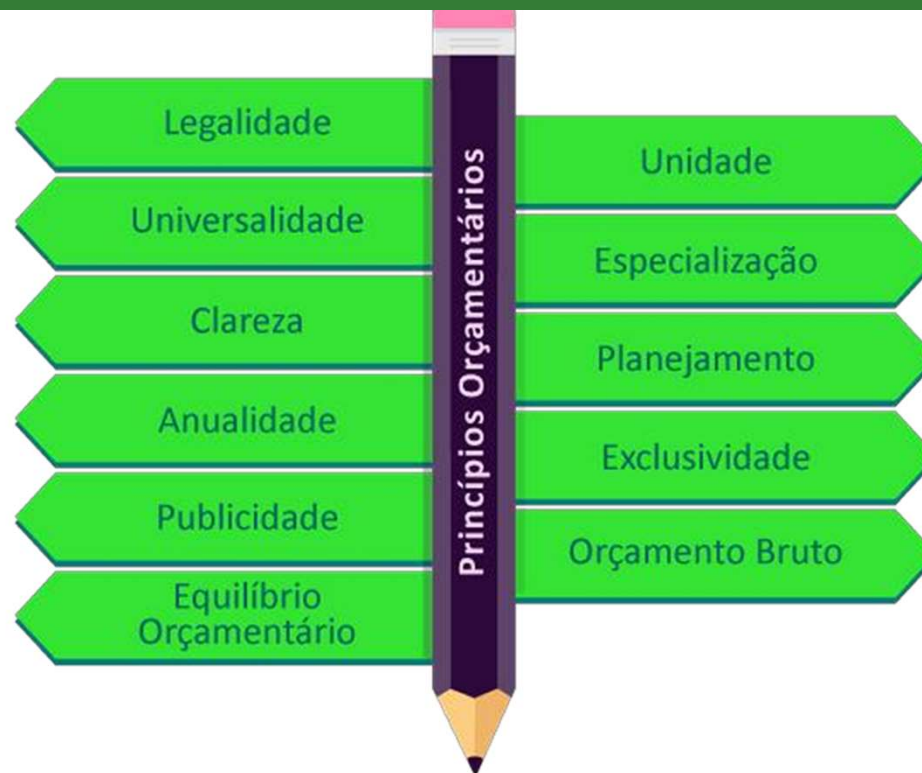 Princípios Orçamentários
Legalidade
Universalidade
Clareza
Anualidade
Publicidade
Equilíbrio
Orçamentário
Unidade
Especialização
Planejamento
Exclusividade
Orçamento Bruto